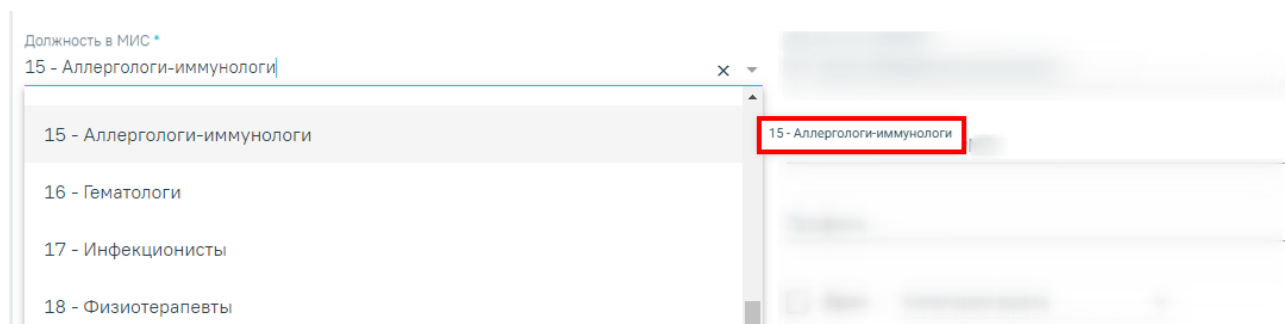 Должность в МИС *
15 - Аллергологи-иммунологи
15 - Аллергологи-иммунологи
15 - Аллергологи-иммунологи
16 - Гематологи
17 - Инфекционисты
18 - Физиотерапевты